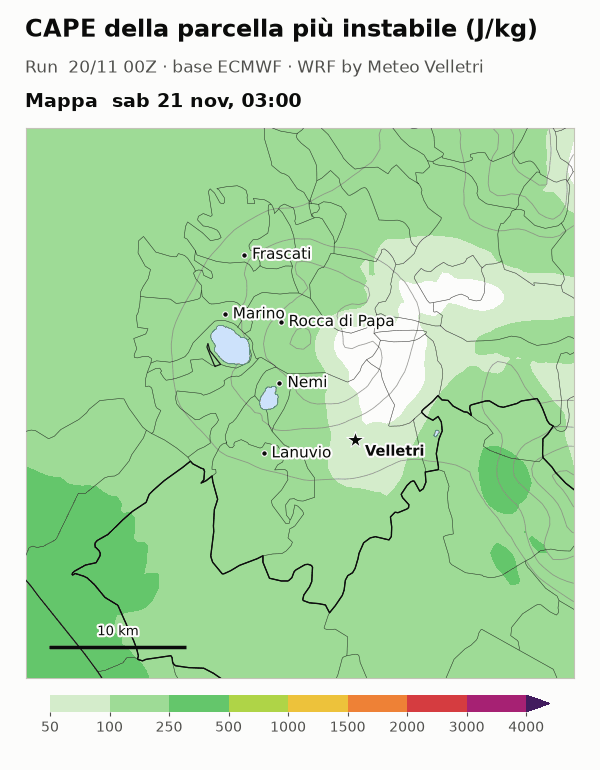 CAPE della parcella più instabile (J/kg)
Run  20/11 00Z · base ECMWF · WRF by Meteo Velletri
Mappa  sab 21 nov, 03:00
Frascati
Marino
Rocca di Papa
Nemi
Velletri
Lanuvio
10 km
50 100 250 500 1000 1500 2000 3000 4000